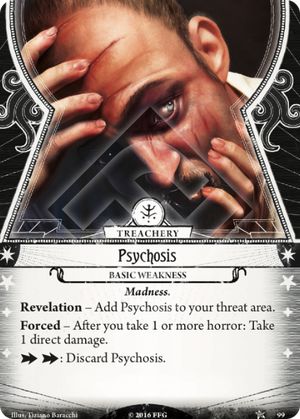 TREACHERY
Psychosis
BASIC WEAKNESS
Madness.
Revelation – Add Psychosis to your threat area.
Forced – After you take 1 or more horror: Take
1 direct damage.
: Discard Psychosis.
Illus. Tiziano Baracchi
© 2016 FFG
99